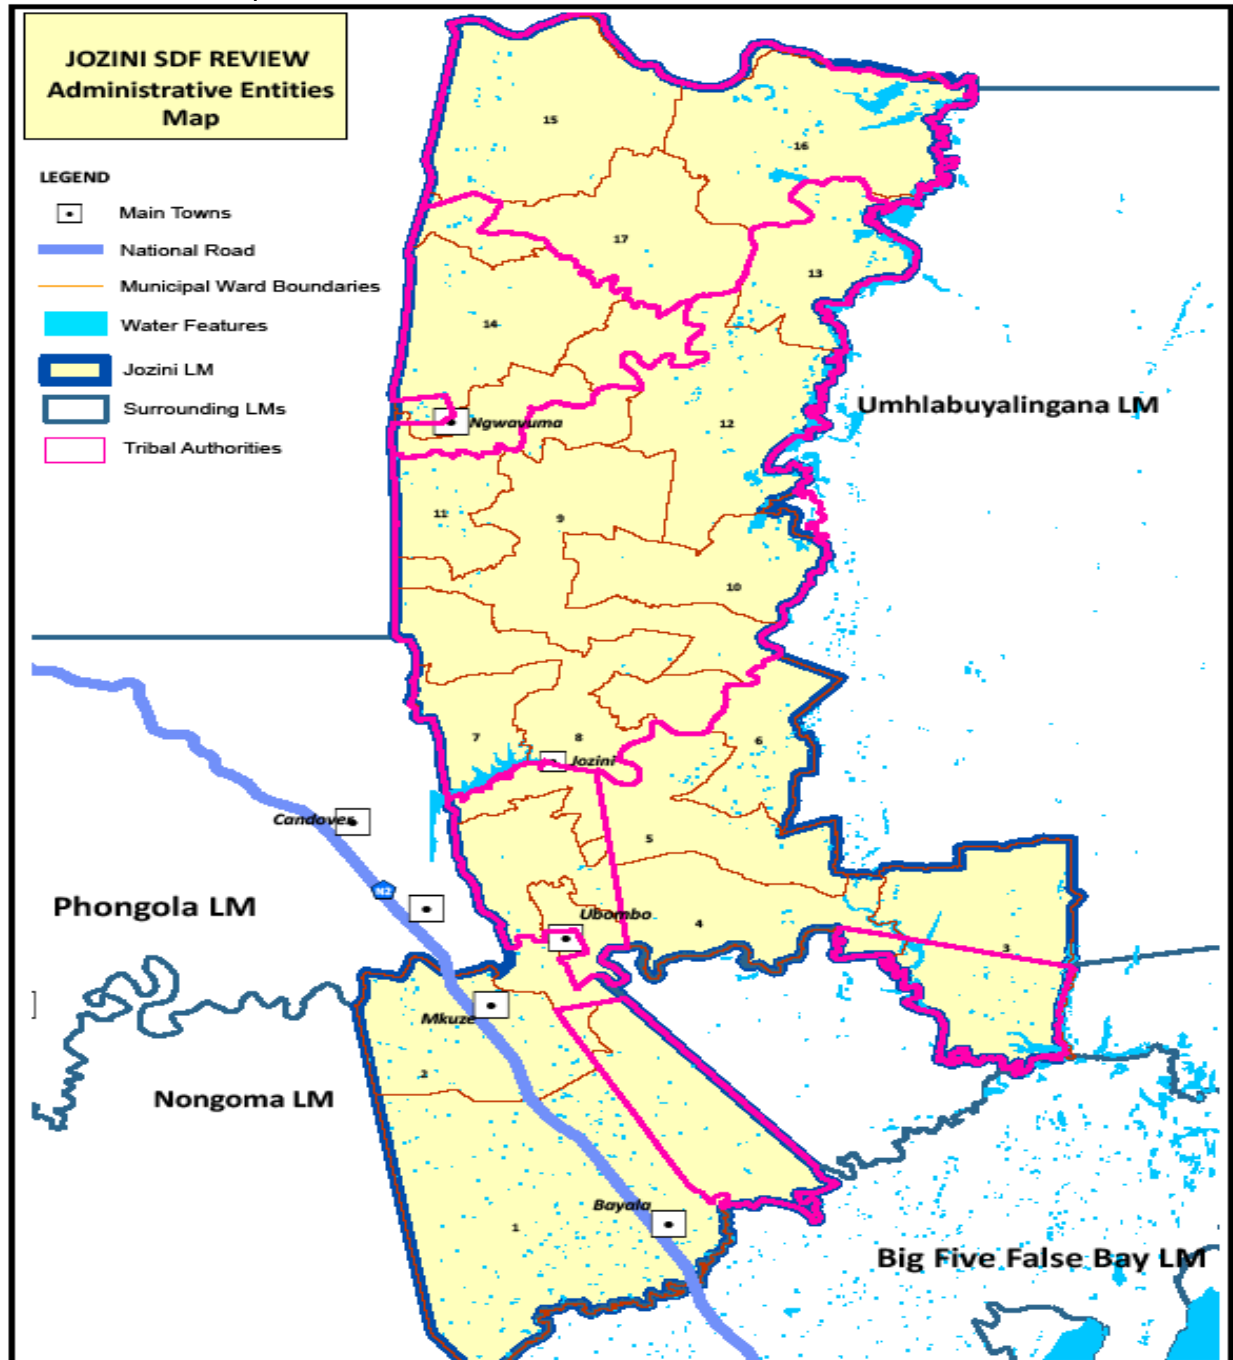 JOZINI SDF REVIEW
Administrative Entities
Map
LEGEND
Main Towns
National Road
Municipal Ward Boundaries
Water Features
Jozini LM
Surrounding LMs
Tribal Authorities
15
16
17
13
14
Umhlabuyalingana LM
Ngwavuma
12
11
9
10
7
8
6
Jozini
Candover
5
N2
Phongola LM
Ubombo
4
3
Mkuze
2
Nongoma LM
Bayala
1
Big Five False Bay LM